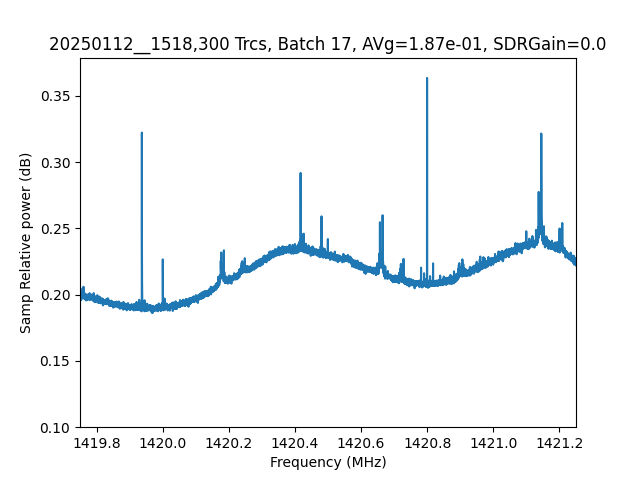 20250112__1518,300 Trcs, Batch 17, AVg=1.87e-01, SDRGain=0.0
0.35
0.30
0.25
0.20
0.15
0.10
Samp Relative power (dB)
1419.8 1420.0 1420.2 1420.4 1420.6 1420.8 1421.0 1421.2
Frequency (MHz)